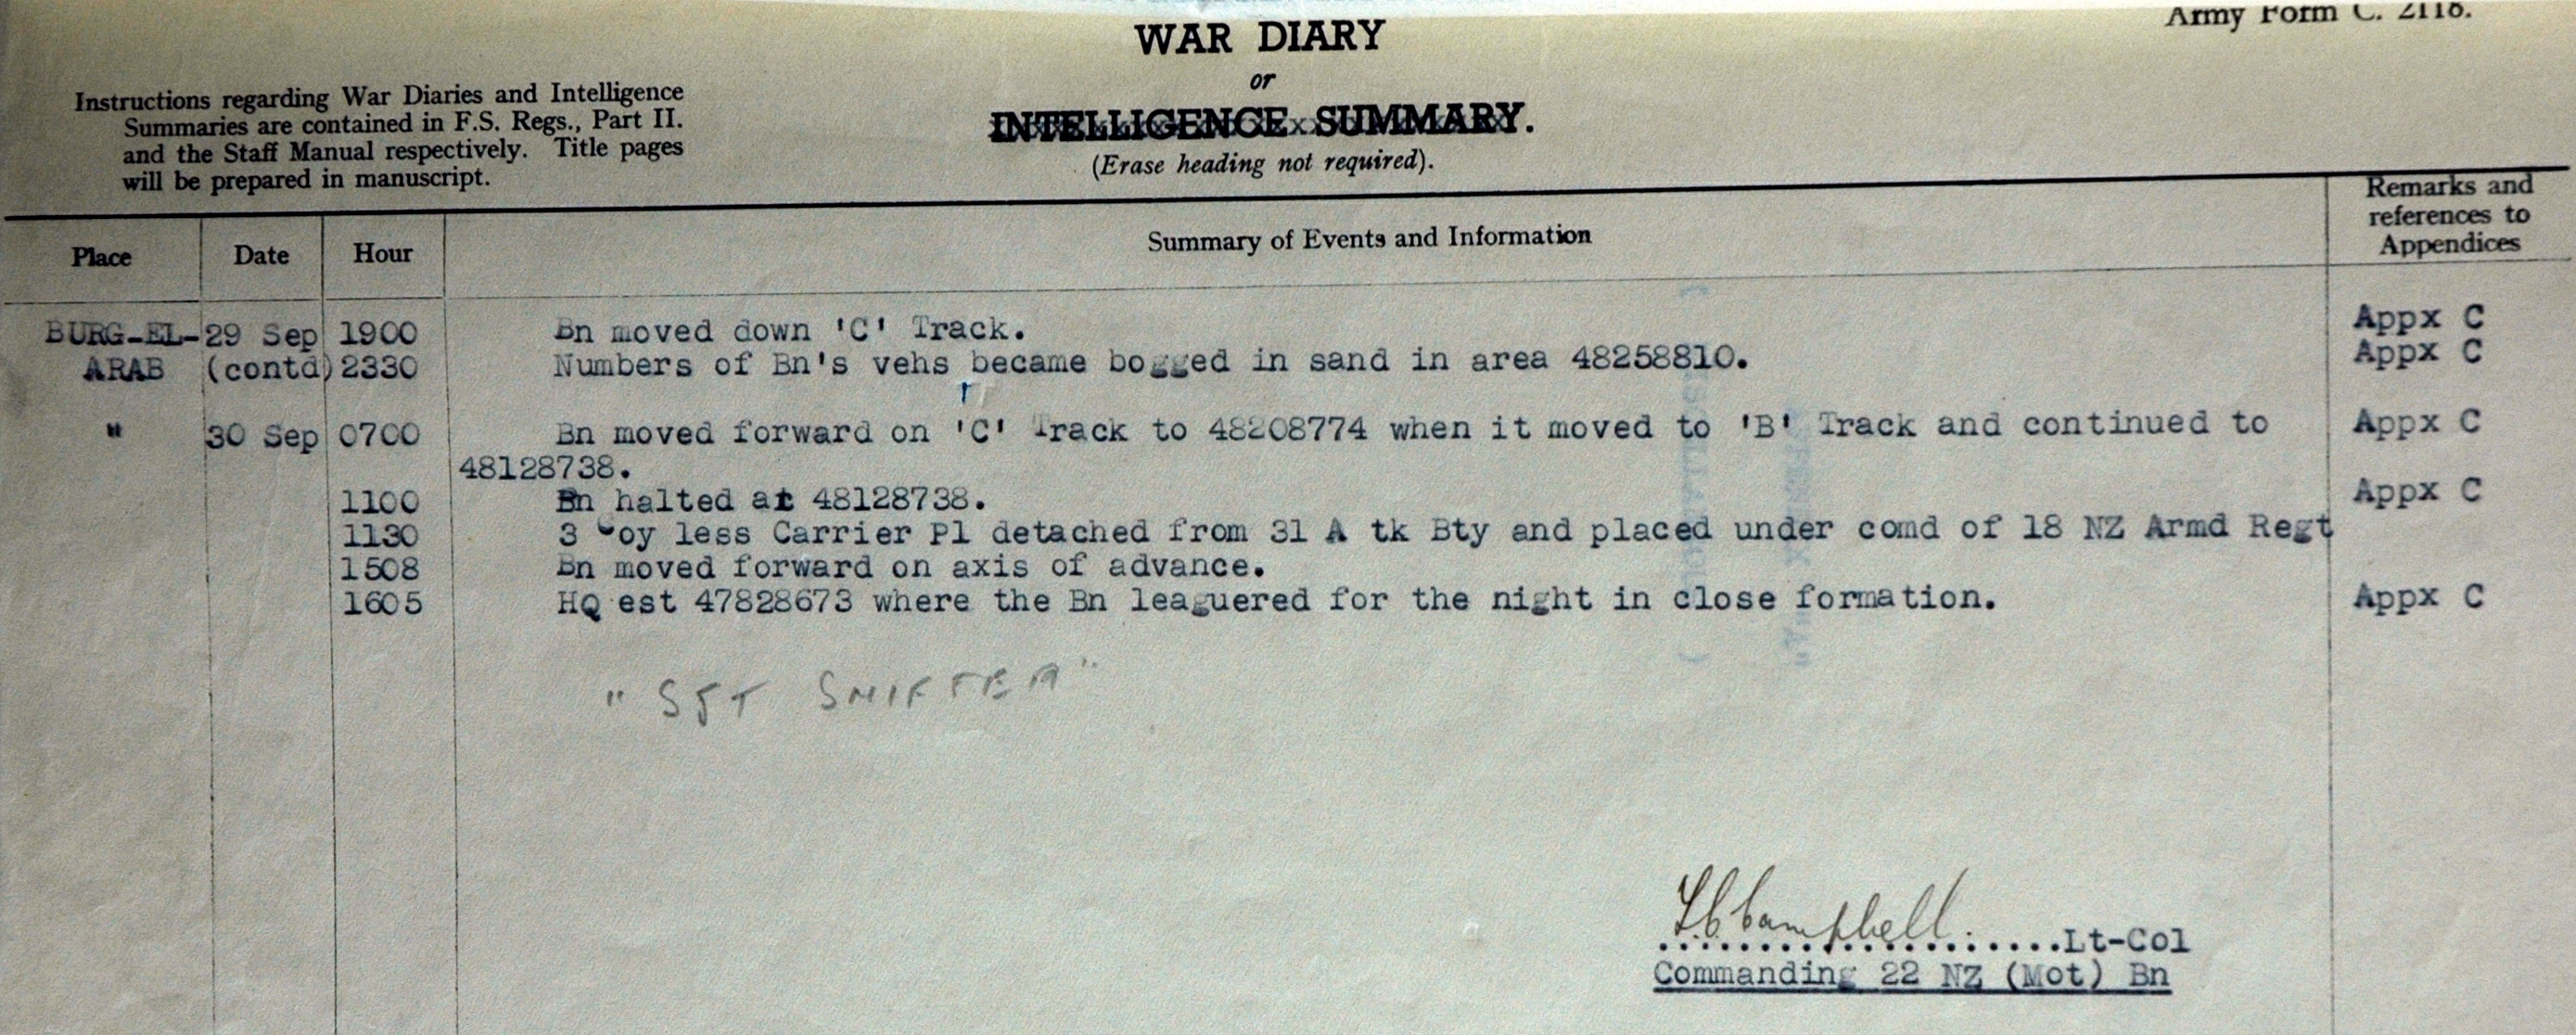 Army Form C. 2118.
WAR DIARY
or
INTELLIGENCE SUMMARY.
(Erase heading not required).
Instructions regarding War Diaries and Intelligence
Summaries are contained in F.S. Regs., Part II.
and the Staff Manual respectively. Title pages
will be prepared in manuscript.
Place Date Hour Summary of Events and Information Remarks and references to Appendices
BURG-EL- 29 Sep 1900 Bn moved down 'C' Track. Appx C
ARAB (contd) 2330 Numbers of Bn's vehs became bogged in sand in area 48258810. Appx C
" 30 Sep 0700 Bn moved forward on 'C' Track to 48208774 when it moved to 'B' Track and continued to Appx C
48128738.
1100 Bn halted at 48128738. Appx C
1130 3 Coy less Carrier Pl detached from 31 A tk Bty and placed under comd of 18 NZ Armd Regt
1508 Bn moved forward on axis of advance.
1605 HQ est 47828673 where the Bn leaguered for the night in close formation. Appx C
"SJT SNIFTER"
T.C. Campbell. Lt-Col
Commanding 22 NZ (Mot) Bn